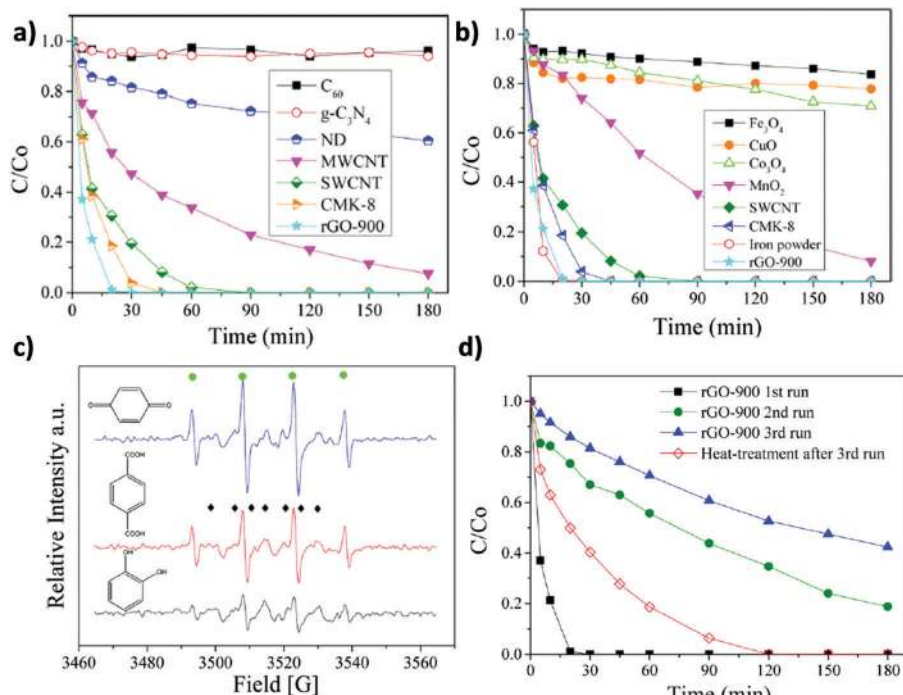 a)
C/Co
1.0
0.8
0.6
0.4
0.2
0.0
C60
g-C3N4
ND
MWCNT
SWCNT
CMK-8
rGO-900
0 30 60 90 120 150 180
Time (min)
b)
C/Co
1.0
0.8
0.6
0.4
0.2
0.0
Fe3O4
CuO
Co3O4
MnO2
SWCNT
CMK-8
Iron powder
rGO-900
0 30 60 90 120 150 180
Time (min)
c)
Relative Intensity a.u.
O O
COOH
COOH
OH
OH
3460 3480 3500 3520 3540 3560
Field [G]
d)
C/Co
1.0
0.8
0.6
0.4
0.2
0.0
rGO-900 1st run
rGO-900 2nd run
rGO-900 3rd run
Heat-treatment after 3rd run
0 30 60 90 120 150 180
Time (min)